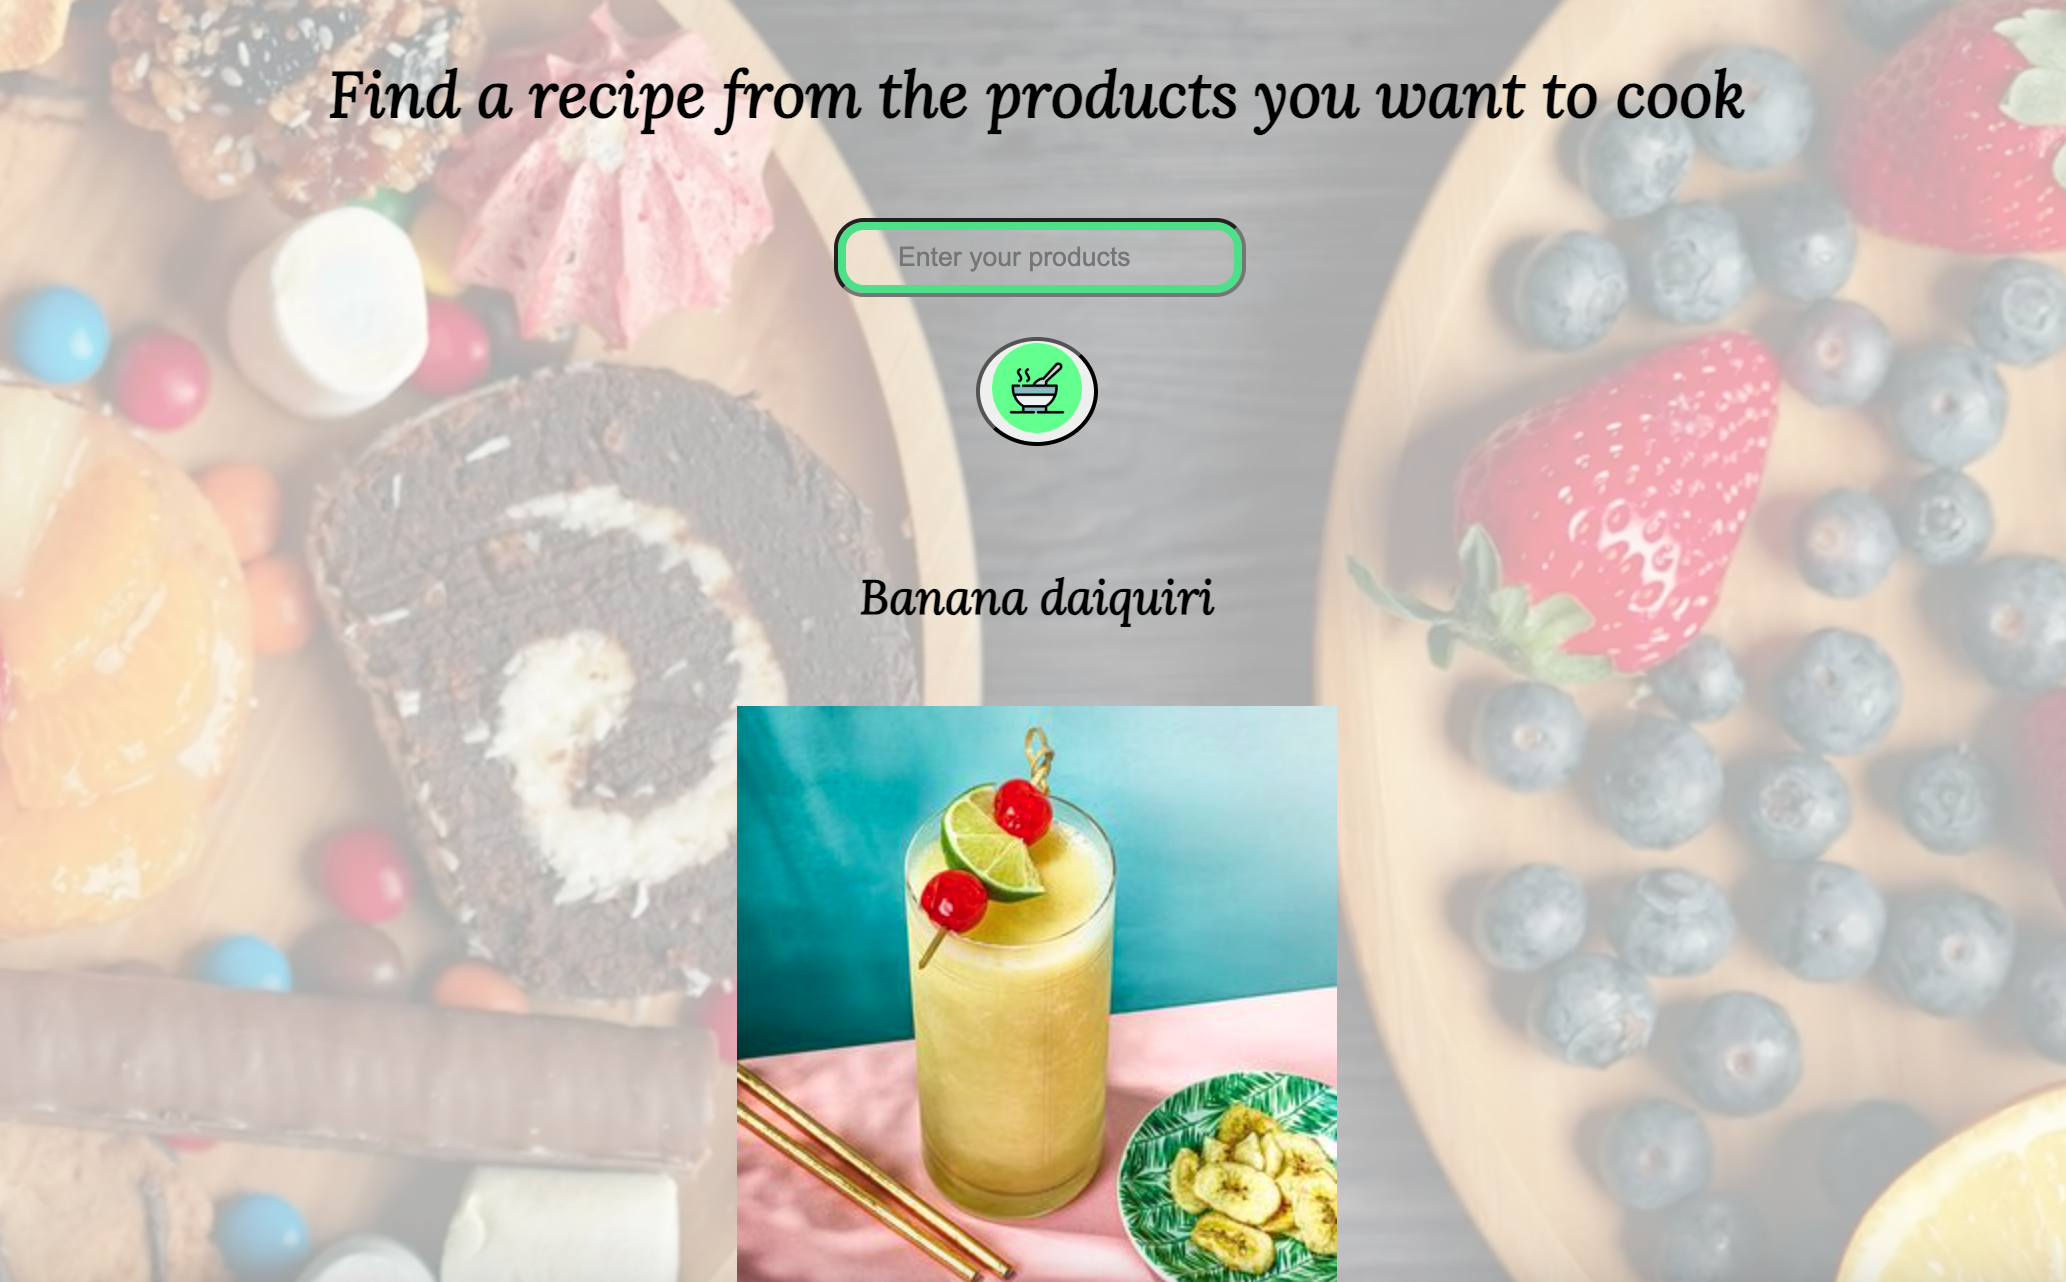 Find a recipe from the products you want to cook
Enter your products
Banana daiquiri